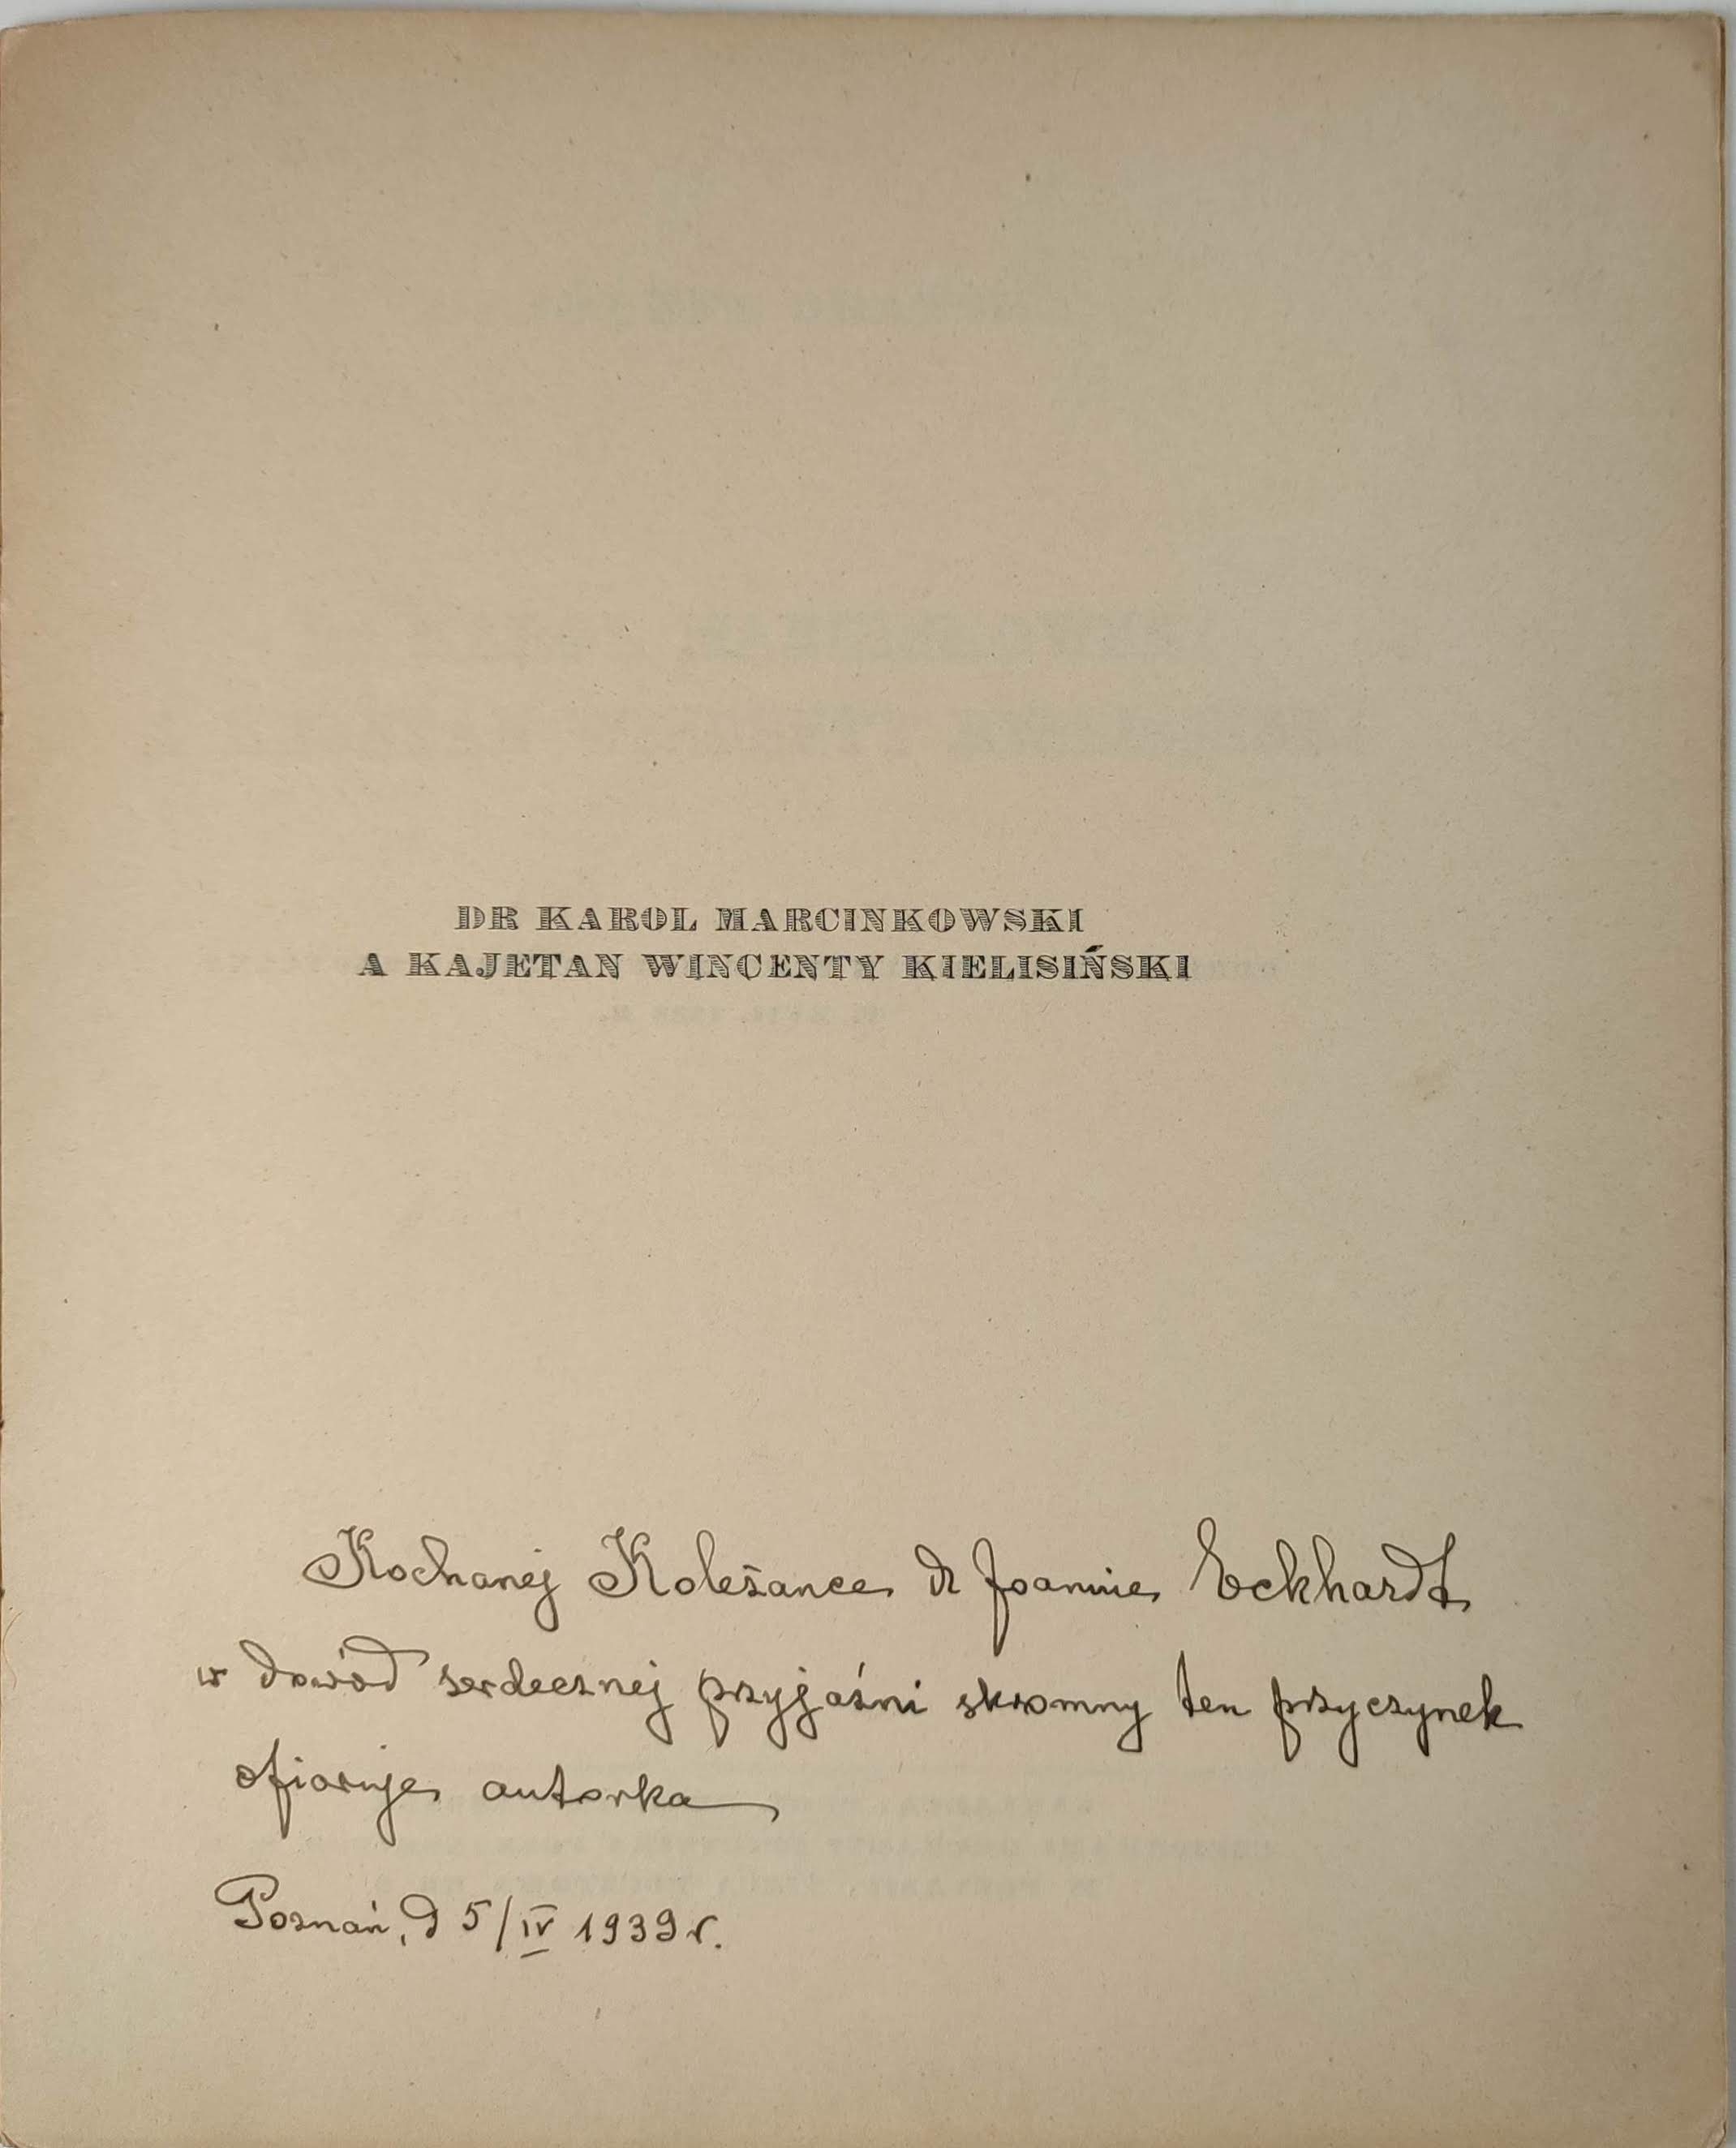 DR KAROL MARCINKOWSKI
A KAJETAN WINCENTY KIELISIŃSKI
Kochanej Koleżance dr Joannie Eckhardt
w dowód serdecznej przyjaźni skromny ten przyczynek
ofiaruje autorka
Poznań, d 5/IV 1939 r.